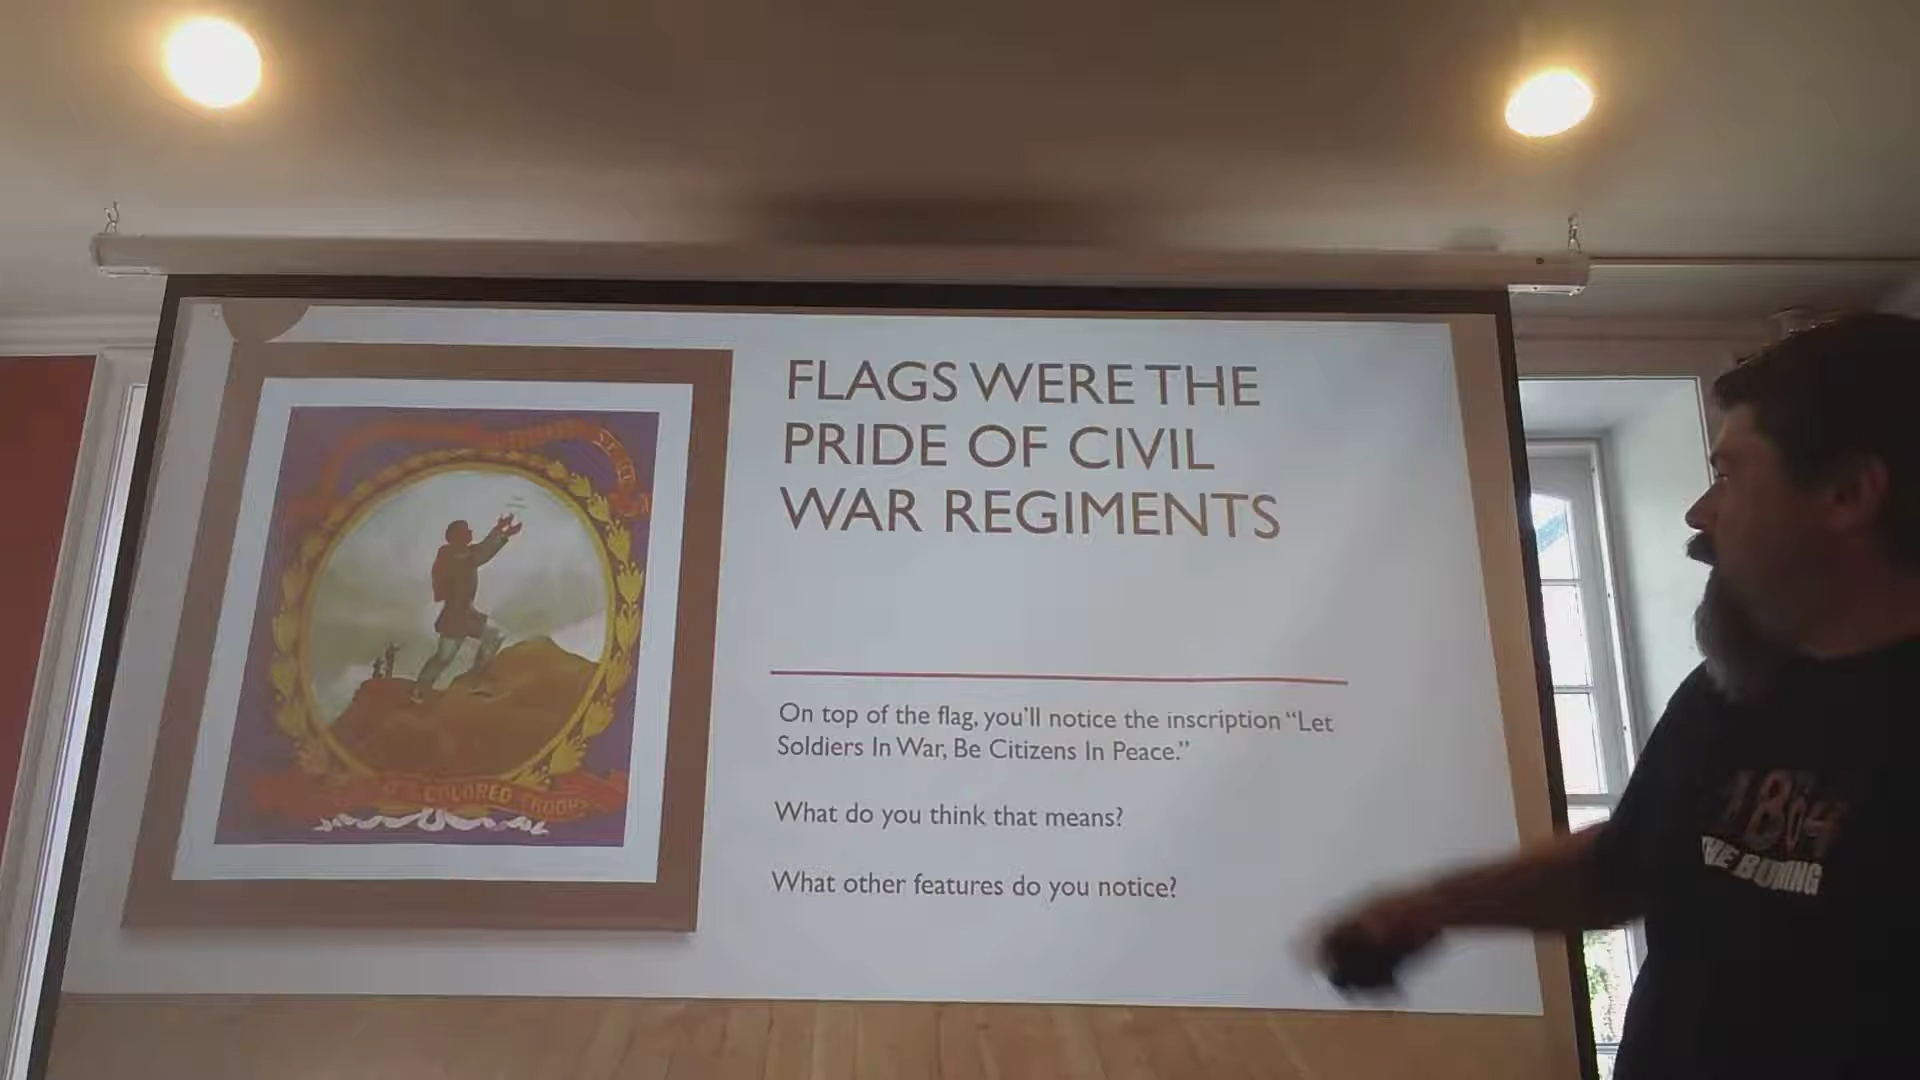 FLAGS WERE THE
PRIDE OF CIVIL
WAR REGIMENTS
On top of the flag, you'll notice the inscription “Let
Soldiers In War, Be Citizens In Peace.”
What do you think that means?
What other features do you notice?
COLORED TROOPS